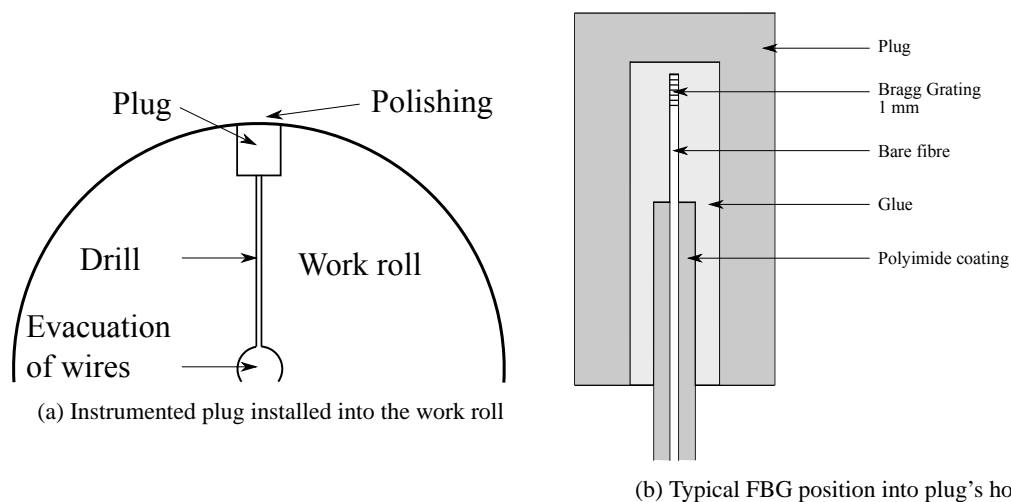 Plug
Polishing
Drill
Work roll
Evacuation
of wires
(a) Instrumented plug installed into the work roll
Plug
Bragg Grating
1 mm
Bare fibre
Glue
Polyimide coating
(b) Typical FBG position into plug's ho